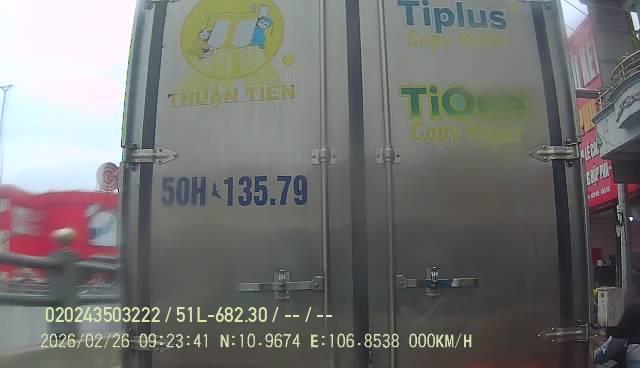 Tiplus+
Copy Paper
THUẬN TIẾN
TiOne
Copy Paper
50H 135.79
020243503222 / 51L-682.30 / -- / --
2026/02/26 09:23:41 N:10.9674 E:106.8538 000KM/H